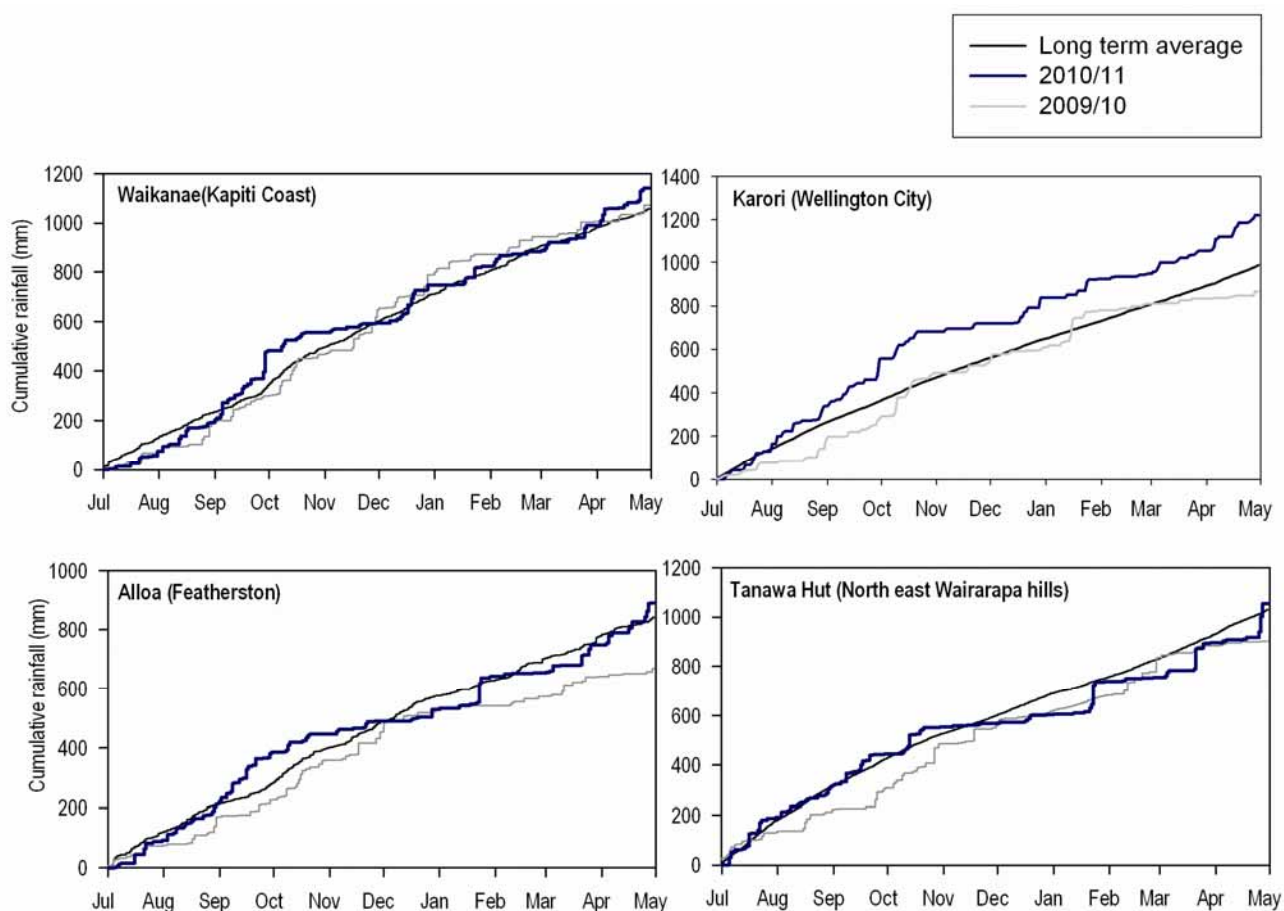 Long term average
2010/11
2009/10
Waikanae(Kapiti Coast)
Cumulative rainfall (mm)
1200
1000
800
600
400
200
0
Jul Aug Sep Oct Nov Dec Jan Feb Mar Apr May
Karori (Wellington City)
1400
1200
1000
800
600
400
200
0
Jul Aug Sep Oct Nov Dec Jan Feb Mar Apr May
Alloa (Featherston)
Cumulative rainfall (mm)
1000
800
600
400
200
0
Jul Aug Sep Oct Nov Dec Jan Feb Mar Apr May
Tanawa Hut (North east Wairarapa hills)
1200
1000
800
600
400
200
0
Jul Aug Sep Oct Nov Dec Jan Feb Mar Apr May